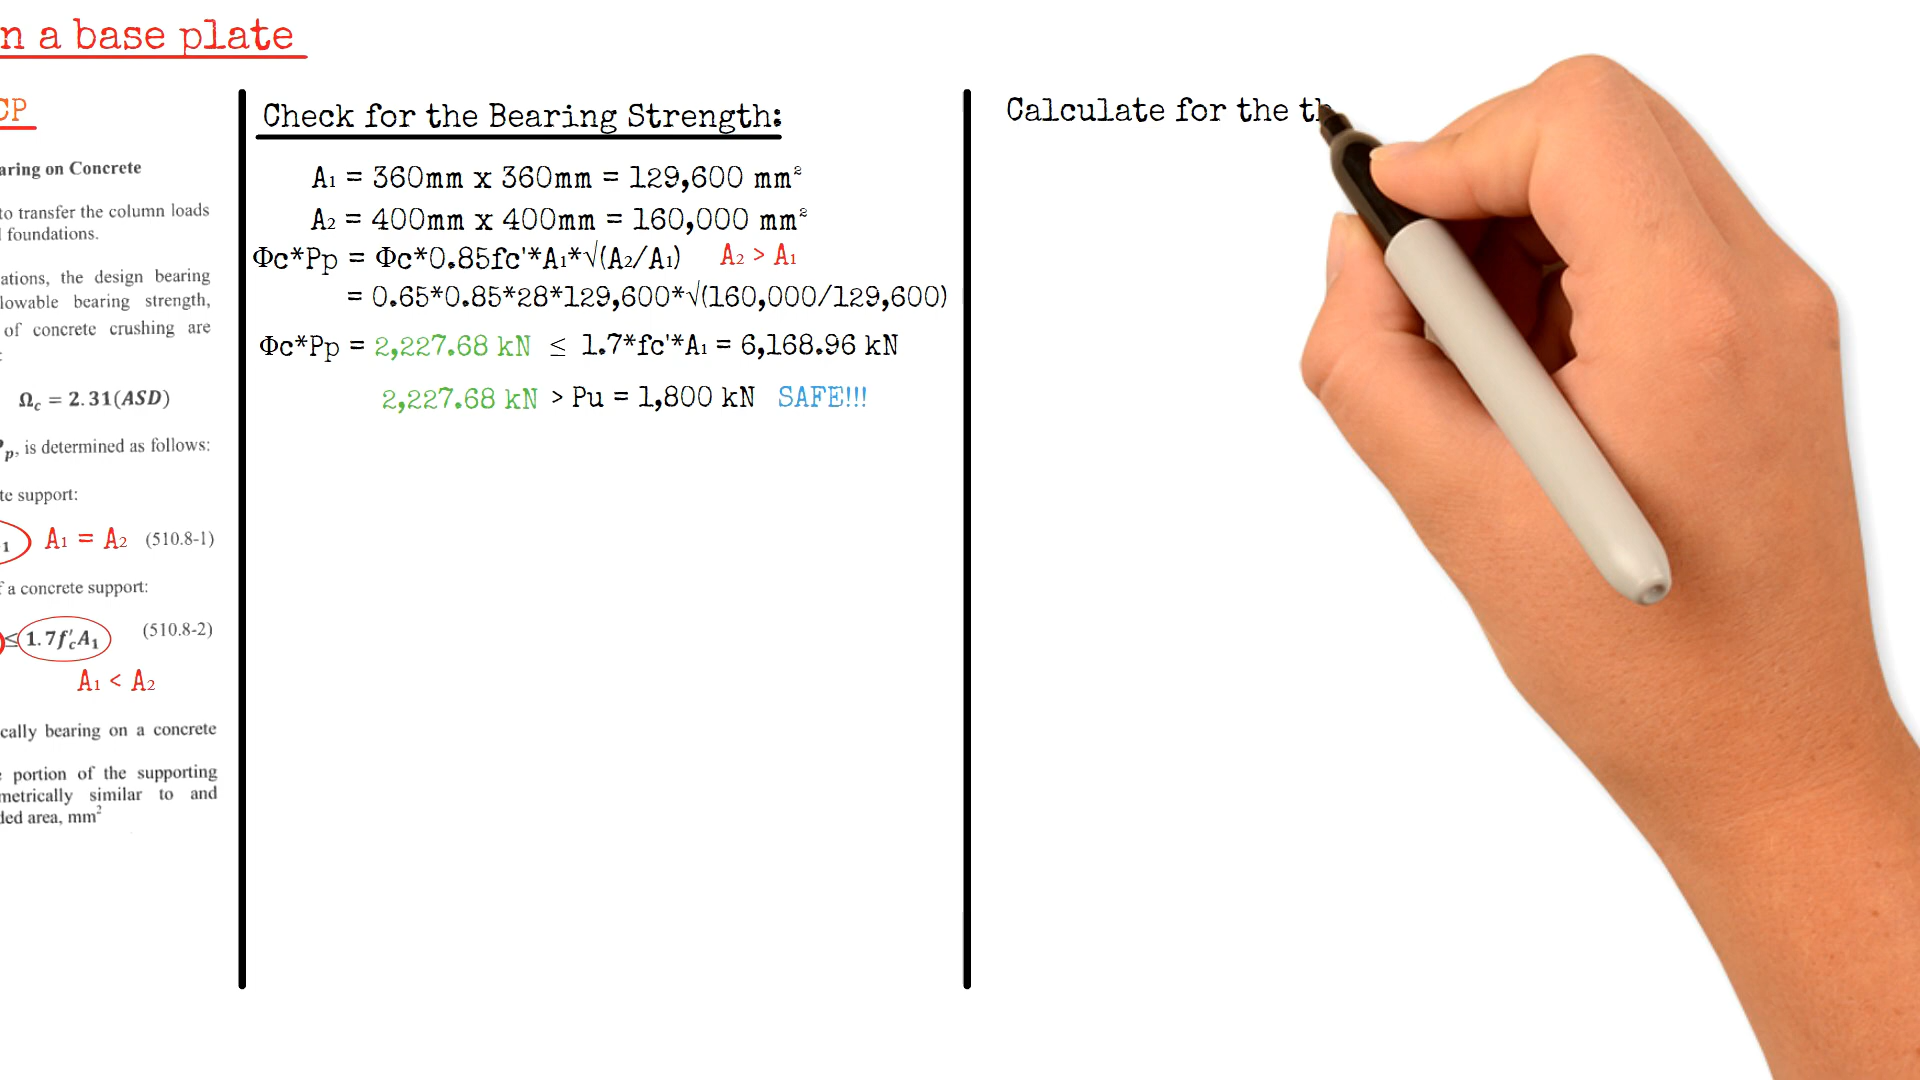 n a base plate
CP
aring on Concrete
to transfer the column loads
foundations.
ations, the design bearing
lowable bearing strength,
of concrete crushing are
:
Ωc = 2.31(ASD)
p, is determined as follows:
te support:
1 A₁ = A₂ (510.8-1)
f a concrete support:
≤ 1.7f'cA₁ (510.8-2)
A₁ < A₂
cally bearing on a concrete
portion of the supporting
metrically similar to and
ded area, mm²
Check for the Bearing Strength:
A₁ = 360mm x 360mm = 129,600 mm²
A₂ = 400mm x 400mm = 160,000 mm²
Φc*Pp = Φc*0.85fc'*A₁*√(A₂/A₁) A₂ > A₁
= 0.65*0.85*28*129,600*√(160,000/129,600)
Φc*Pp = 2,227.68 kN ≤ 1.7*fc'*A₁ = 6,168.96 kN
2,227.68 kN > Pu = 1,800 kN SAFE!!!
Calculate for the th